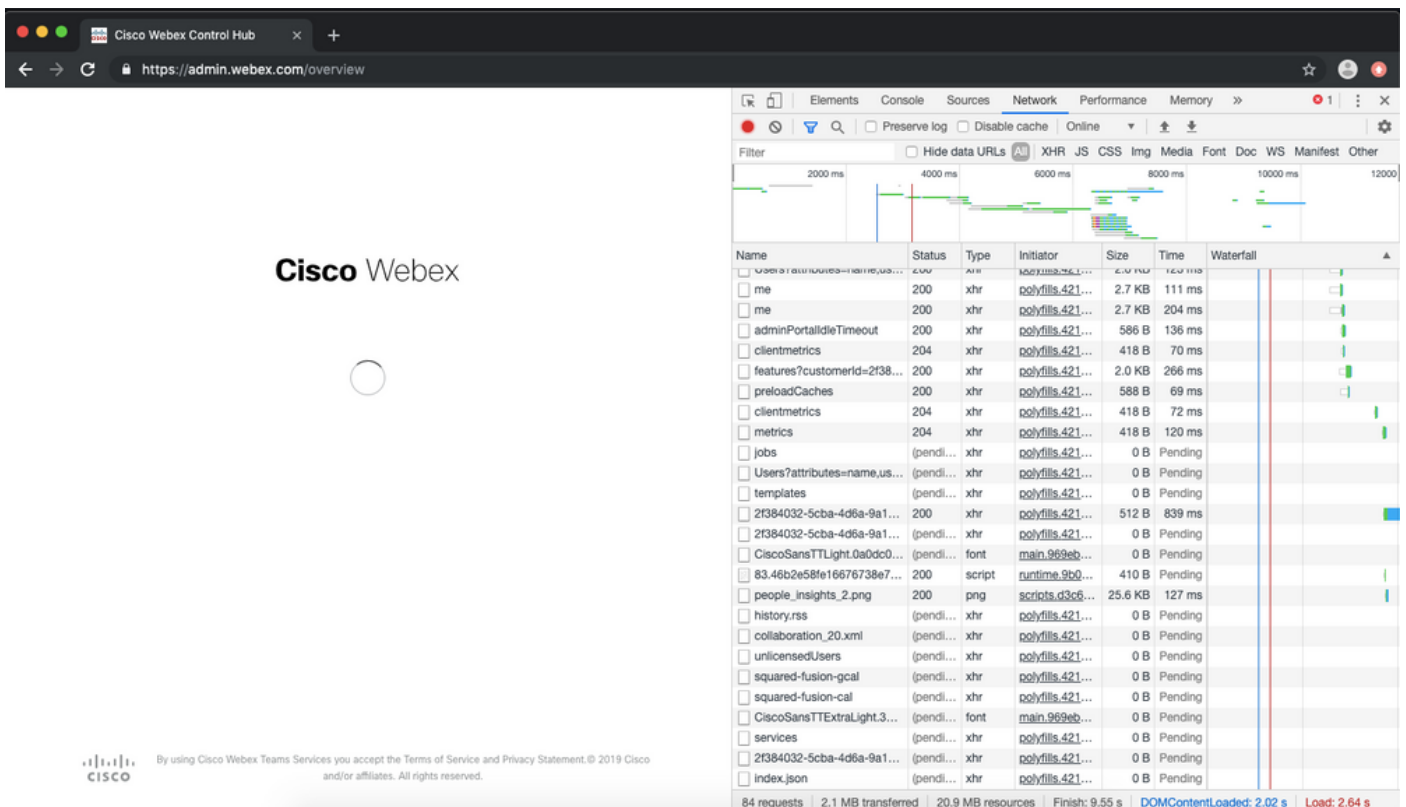 Cisco Webex Control Hub × +
https://admin.webex.com/overview
Elements Console Sources Network Performance Memory » 1
Preserve log Disable cache Online
Filter Hide data URLs All XHR JS CSS Img Media Font Doc WS Manifest Other
2000 ms 4000 ms 6000 ms 8000 ms 10000 ms 12000
Name Status Type Initiator Size Time Waterfall
Users?attributes=name,us... 200 xhr polyfills.421... 2.0 KB 123 ms
me 200 xhr polyfills.421... 2.7 KB 111 ms
me 200 xhr polyfills.421... 2.7 KB 204 ms
adminPortalIdleTimeout 200 xhr polyfills.421... 586 B 136 ms
clientmetrics 204 xhr polyfills.421... 418 B 70 ms
features?customerId=2f38... 200 xhr polyfills.421... 2.0 KB 266 ms
preloadCaches 200 xhr polyfills.421... 588 B 69 ms
clientmetrics 204 xhr polyfills.421... 418 B 72 ms
metrics 204 xhr polyfills.421... 418 B 120 ms
jobs (pendi... xhr polyfills.421... 0 B Pending
Users?attributes=name,us... (pendi... xhr polyfills.421... 0 B Pending
templates (pendi... xhr polyfills.421... 0 B Pending
2f384032-5cba-4d6a-9a1... 200 xhr polyfills.421... 512 B 839 ms
2f384032-5cba-4d6a-9a1... (pendi... xhr polyfills.421... 0 B Pending
CiscoSansTTLight.0a0dc0... (pendi... font main.969eb... 0 B Pending
83.46b2e58fe16676738e7... 200 script runtime.9b0... 410 B Pending
people_insights_2.png 200 png scripts.d3c6... 25.6 KB 127 ms
history.rss (pendi... xhr polyfills.421... 0 B Pending
collaboration_20.xml (pendi... xhr polyfills.421... 0 B Pending
unlicensedUsers (pendi... xhr polyfills.421... 0 B Pending
squared-fusion-gcal (pendi... xhr polyfills.421... 0 B Pending
squared-fusion-cal (pendi... xhr polyfills.421... 0 B Pending
CiscoSansTTExtraLight.3... (pendi... font main.969eb... 0 B Pending
services (pendi... xhr polyfills.421... 0 B Pending
2f384032-5cba-4d6a-9a1... (pendi... xhr polyfills.421... 0 B Pending
index.json (pendi... xhr polyfills.421... 0 B Pending
84 requests 2.1 MB transferred 20.9 MB resources Finish: 9.55 s DOMContentLoaded: 2.02 s Load: 2.64 s
Cisco Webex
CISCO
By using Cisco Webex Teams Services you accept the Terms of Service and Privacy Statement.© 2019 Cisco
and/or affiliates. All rights reserved.